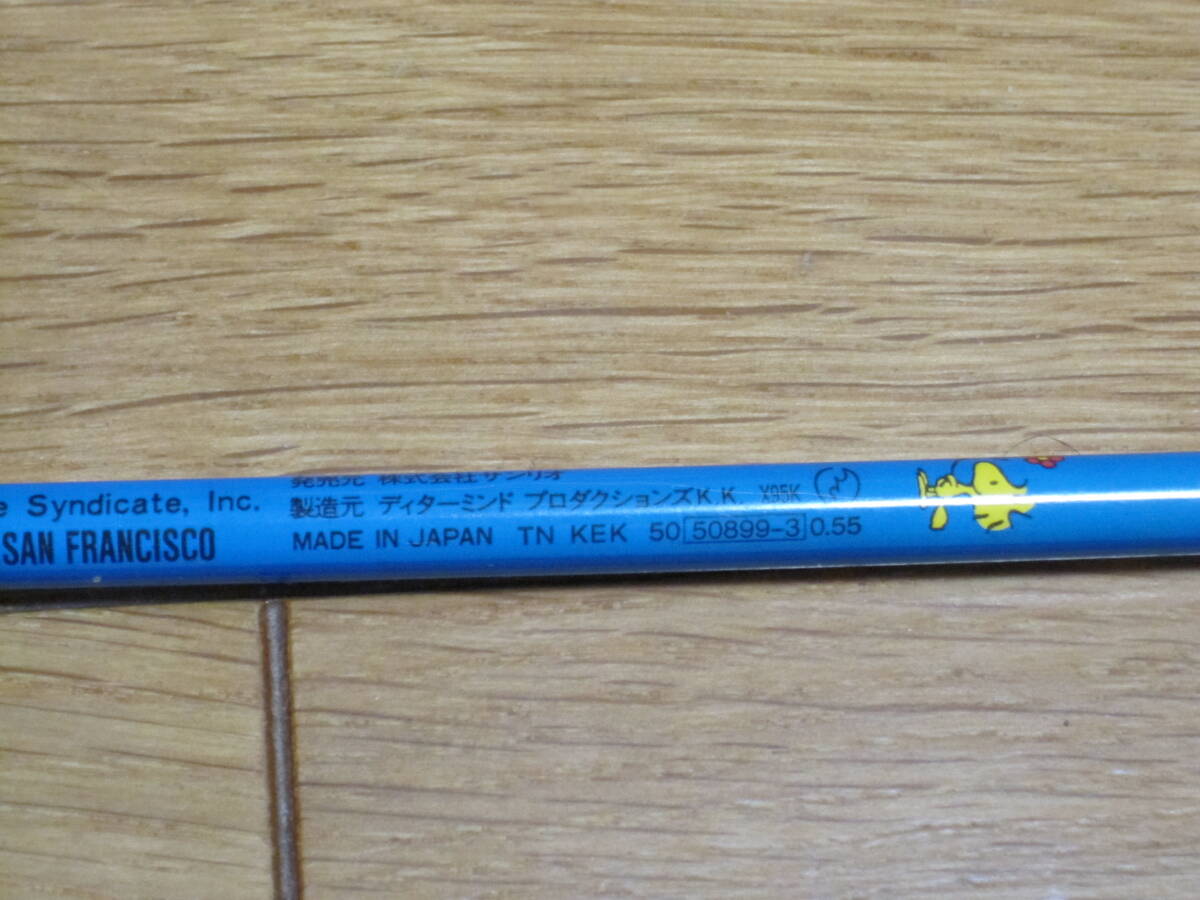 e Syndicate, Inc.
SAN FRANCISCO
発売元 株式会社サンリオ
製造元 ディターミンド プロダクションズK.K. X95K
MADE IN JAPAN TN KEK 50 50899-3 0.55